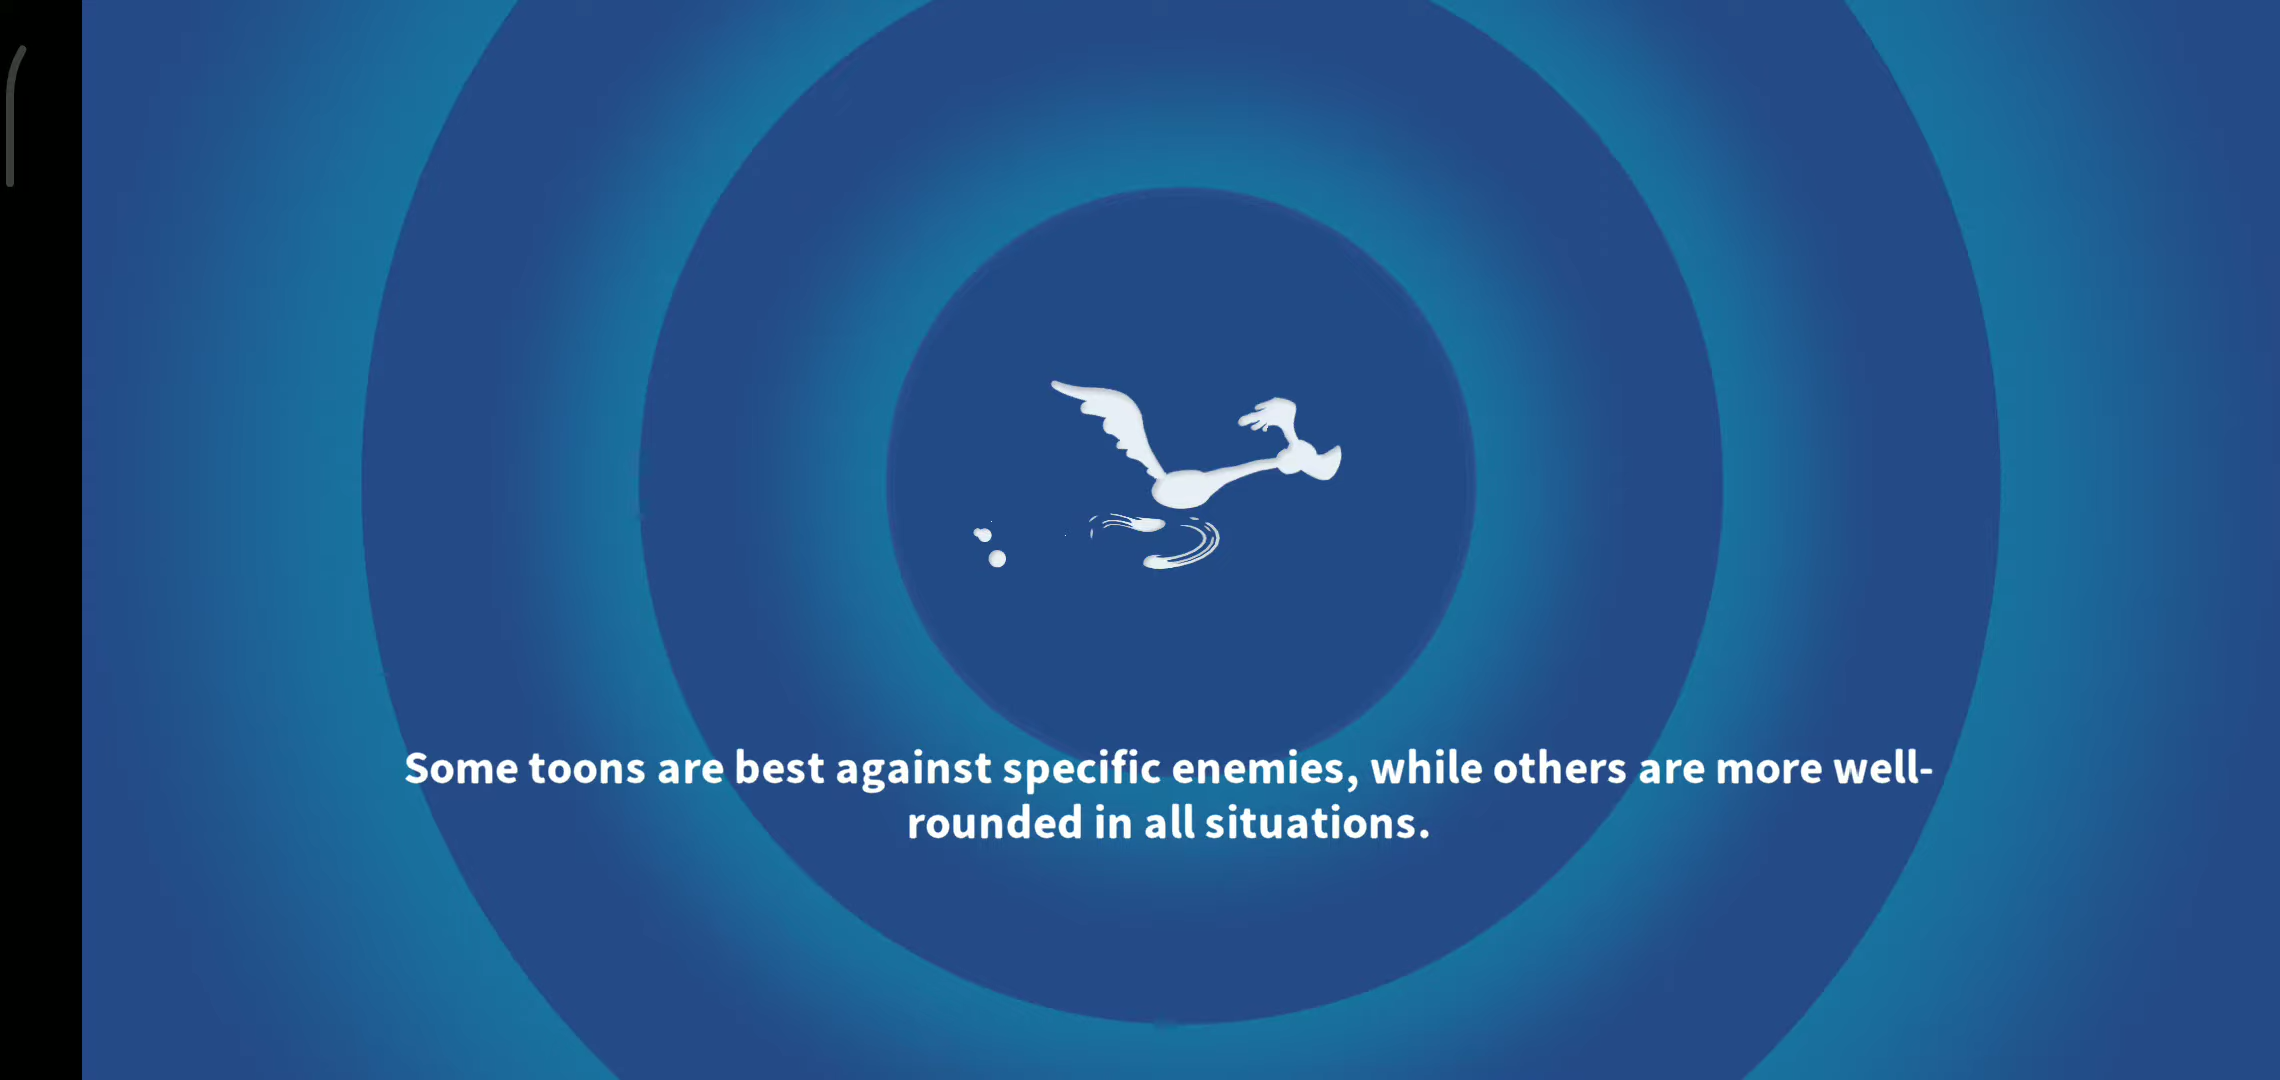 Some toons are best against specific enemies, while others are more well-
rounded in all situations.